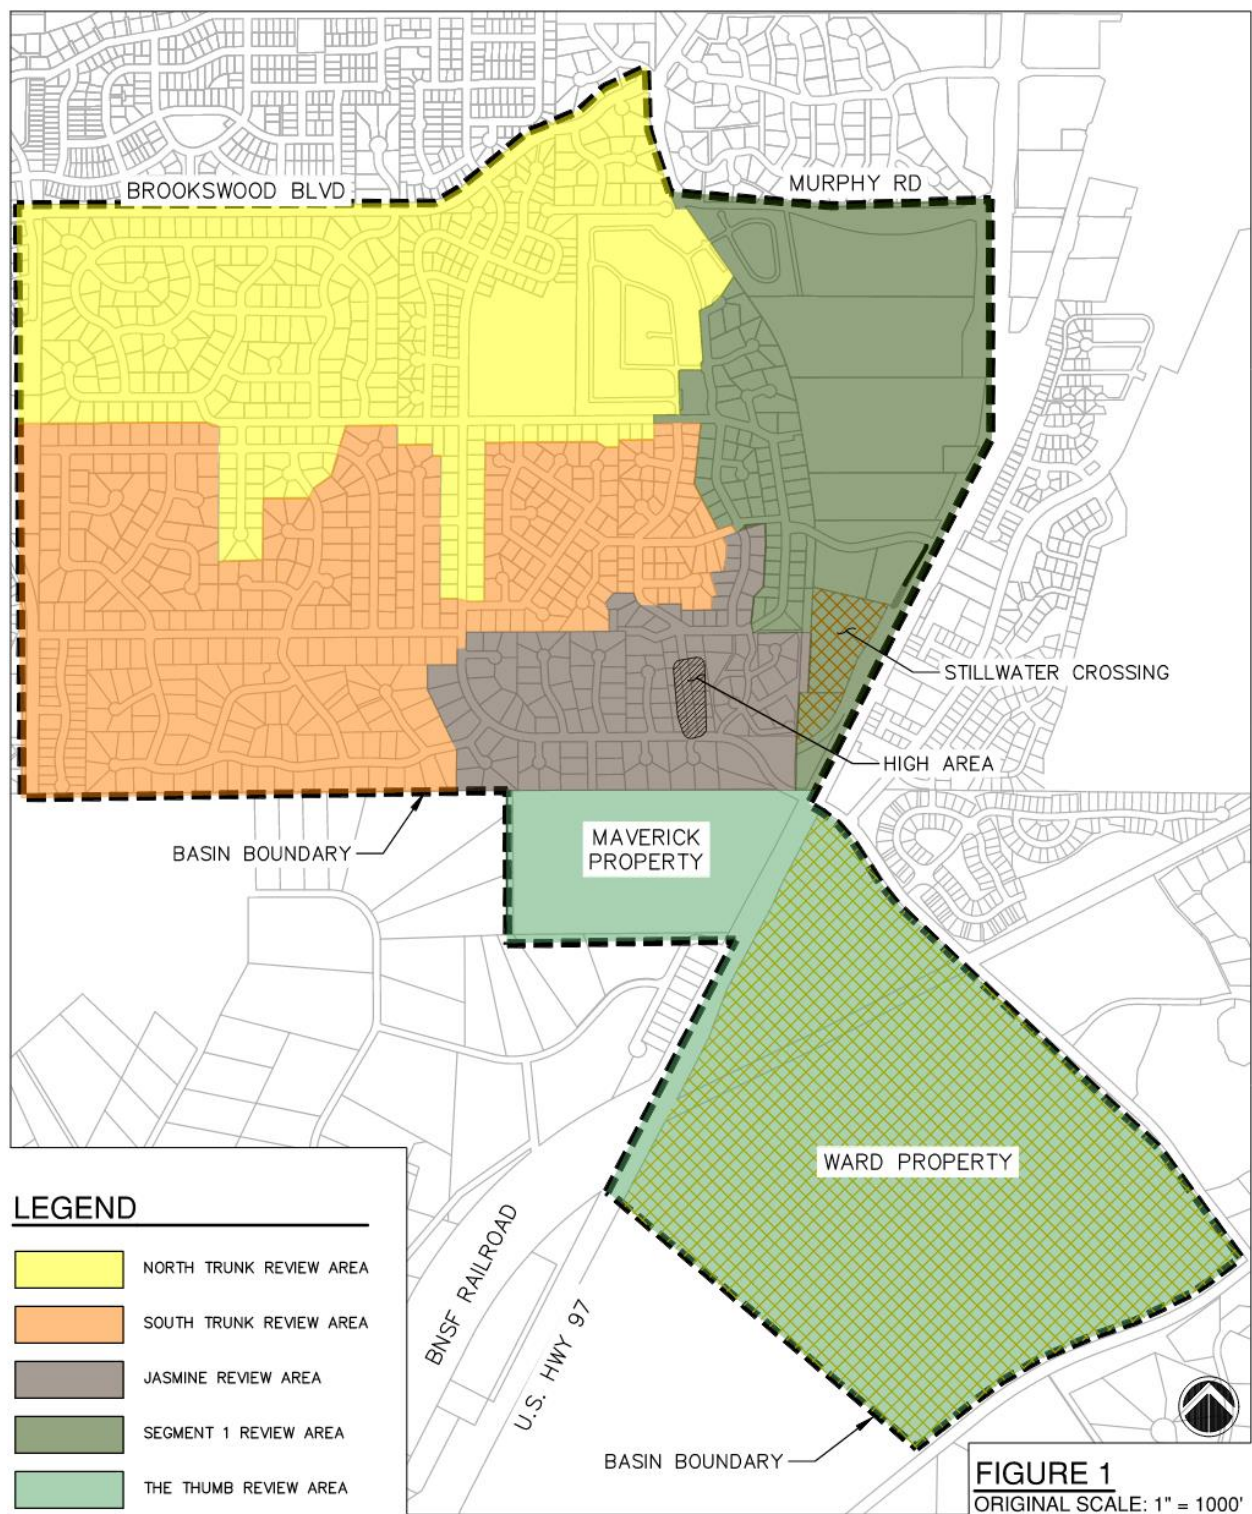 BROOKSWOOD BLVD
MURPHY RD
STILLWATER CROSSING
HIGH AREA
MAVERICK
PROPERTY
BASIN BOUNDARY
WARD PROPERTY
LEGEND
NORTH TRUNK REVIEW AREA
SOUTH TRUNK REVIEW AREA
JASMINE REVIEW AREA
SEGMENT 1 REVIEW AREA
THE THUMB REVIEW AREA
BNSF RAILROAD
U.S. HWY 97
BASIN BOUNDARY
FIGURE 1
ORIGINAL SCALE: 1" = 1000'